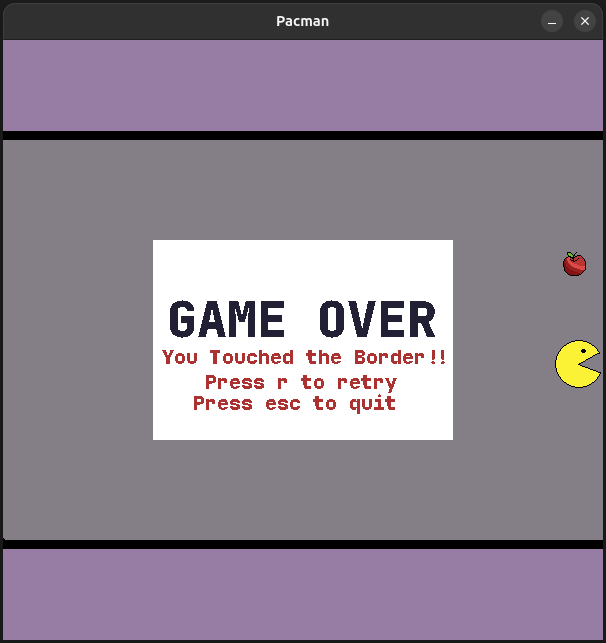 Pacman
GAME OVER
You Touched the Border!!
Press r to retry
Press esc to quit